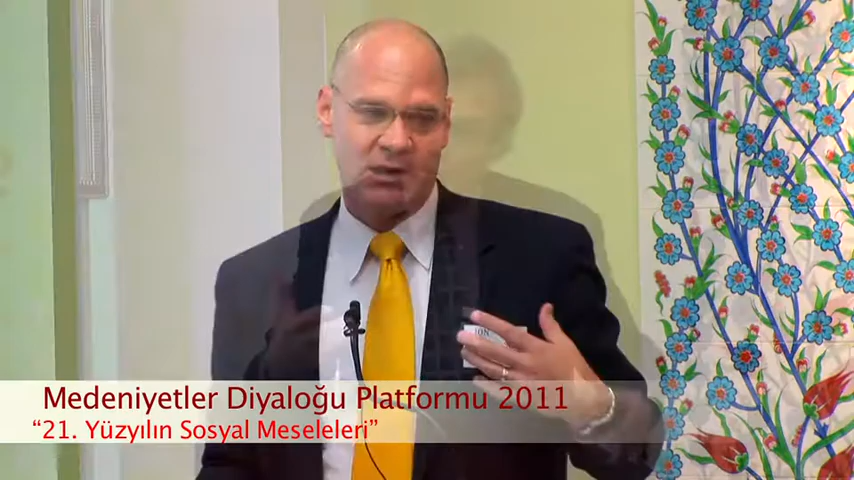 Medeniyetler Diyaloğu Platformu 2011
“21. Yüzyılın Sosyal Meseleleri”